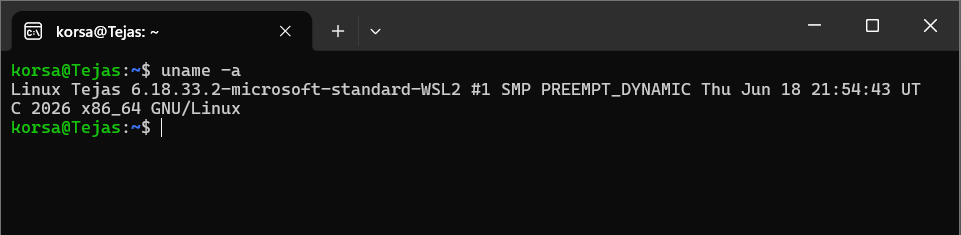 korsa@Tejas: ~
korsa@Tejas:~$ uname -a
Linux Tejas 6.18.33.2-microsoft-standard-WSL2 #1 SMP PREEMPT_DYNAMIC Thu Jun 18 21:54:43 UT
C 2026 x86_64 GNU/Linux
korsa@Tejas:~$